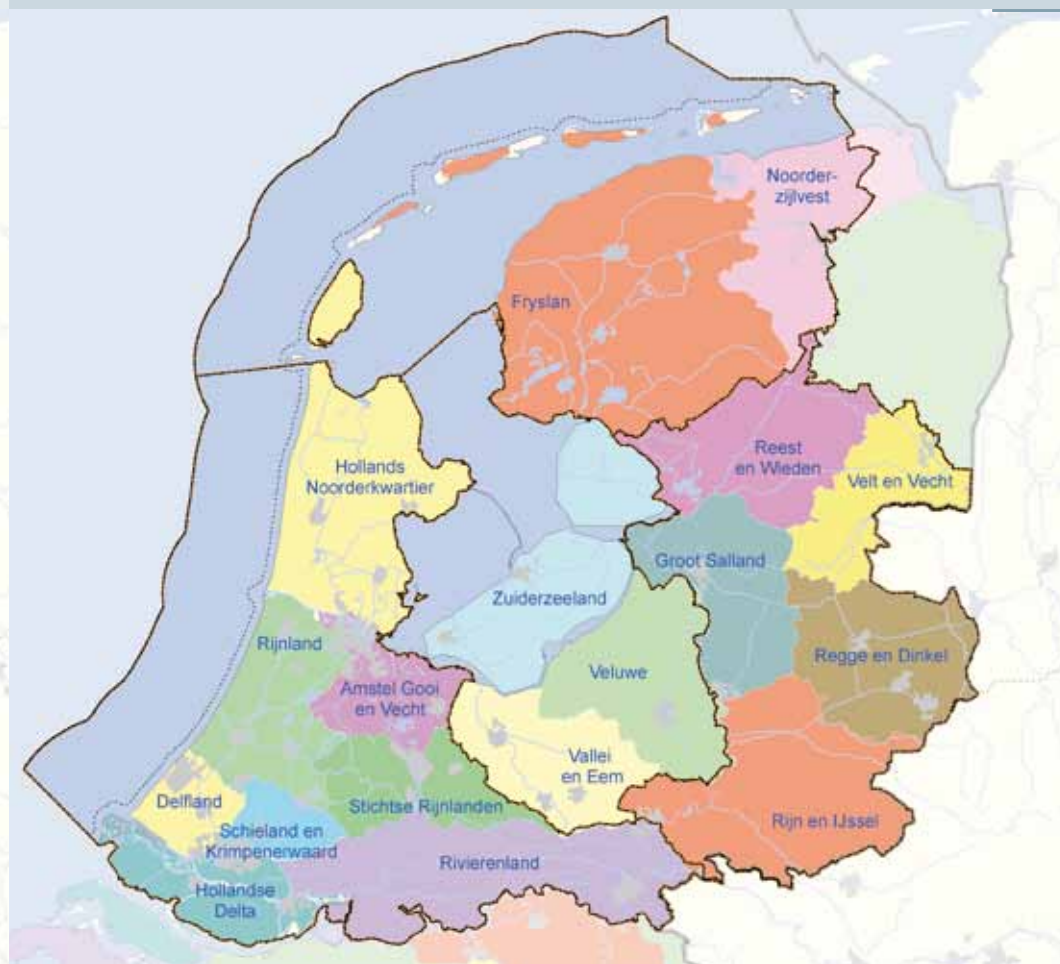 Noorder-
zijlvest
Fryslan
Reest
en Wieden
Hollands
Noorderkwartier
Velt en Vecht
Groot Salland
Zuiderzeeland
Rijnland
Regge en Dinkel
Veluwe
Amstel Gooi
en Vecht
Vallei
en Eem
Delfland
Stichtse Rijnlanden
Schieland en
Krimpenerwaard
Rijn en IJssel
Rivierenland
Hollandse
Delta